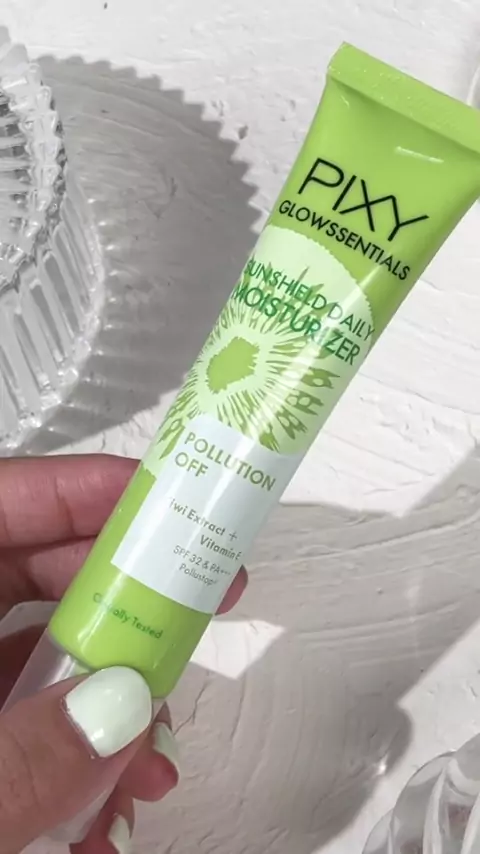 PIXY
GLOWSSENTIALS
SUNSHIELD DAILY
MOISTURIZER
POLLUTION
OFF
Kiwi Extract +
Vitamin E
SPF 32 & PA+++
Pollustop®
Clinically Tested